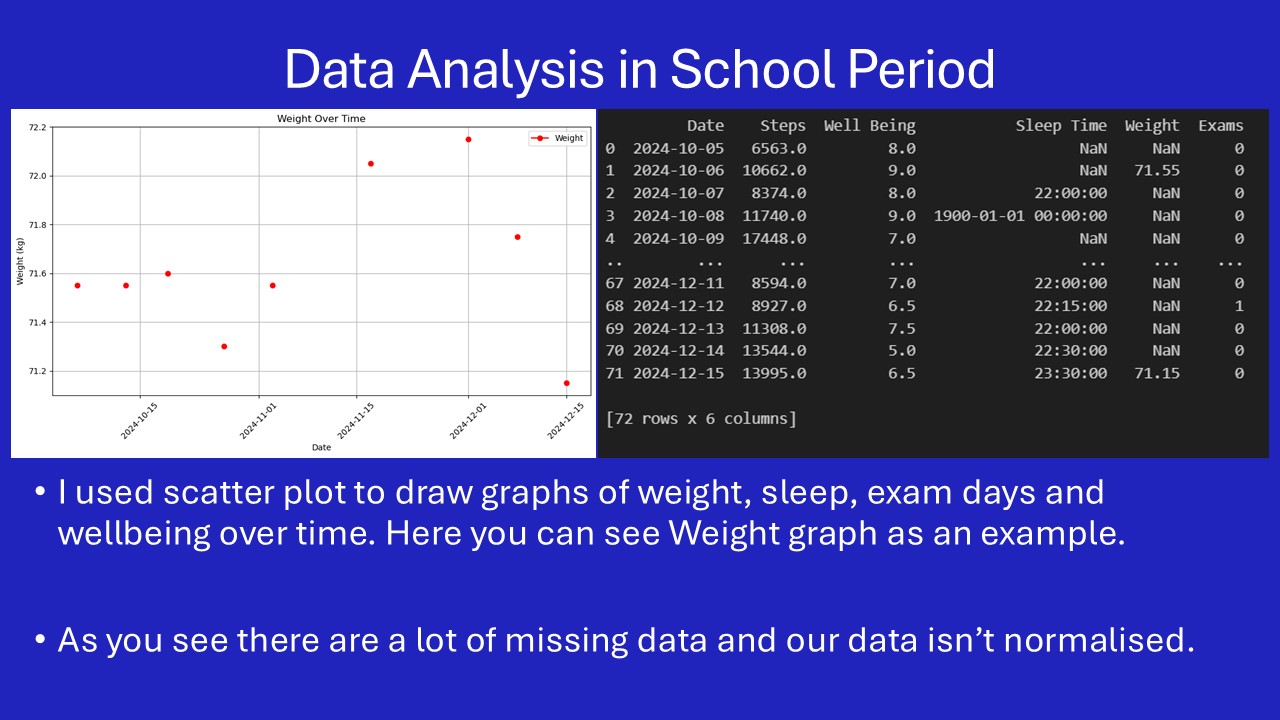 Data Analysis in School Period
Weight Over Time
Weight
72.2
72.0
71.8
71.6
71.4
71.2
Weight (kg)
2024-10-15
2024-11-01
2024-11-15
2024-12-01
2024-12-15
Date
Date Steps Well Being Sleep Time Weight Exams
0 2024-10-05 6563.0 8.0 NaN NaN 0
1 2024-10-06 10662.0 9.0 NaN 71.55 0
2 2024-10-07 8374.0 8.0 22:00:00 NaN 0
3 2024-10-08 11740.0 9.0 1900-01-01 00:00:00 NaN 0
4 2024-10-09 17448.0 7.0 NaN NaN 0
.. ... ... ... ... ... ...
67 2024-12-11 8594.0 7.0 22:00:00 NaN 0
68 2024-12-12 8927.0 6.5 22:15:00 NaN 1
69 2024-12-13 11308.0 7.5 22:00:00 NaN 0
70 2024-12-14 13544.0 5.0 22:30:00 NaN 0
71 2024-12-15 13995.0 6.5 23:30:00 71.15 0
[72 rows x 6 columns]
• I used scatter plot to draw graphs of weight, sleep, exam days and
wellbeing over time. Here you can see Weight graph as an example.
• As you see there are a lot of missing data and our data isn’t normalised.